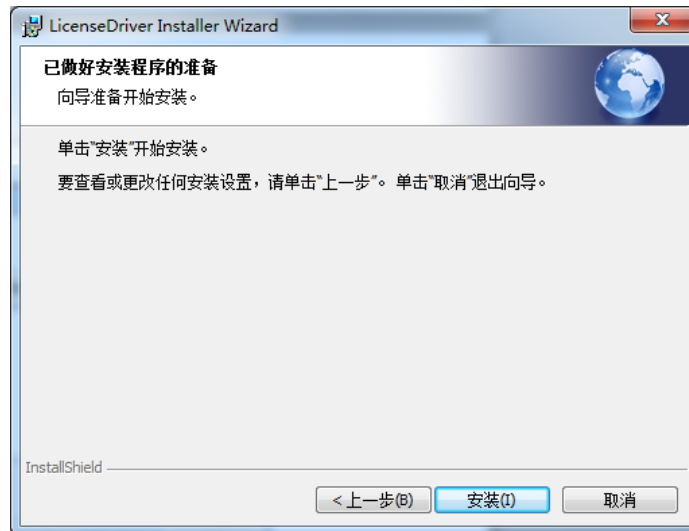 LicenseDriver Installer Wizard
已做好安装程序的准备
向导准备开始安装。
单击"安装"开始安装。
要查看或更改任何安装设置，请单击"上一步"。 单击"取消"退出向导。
InstallShield
< 上一步(B)
安装(I)
取消